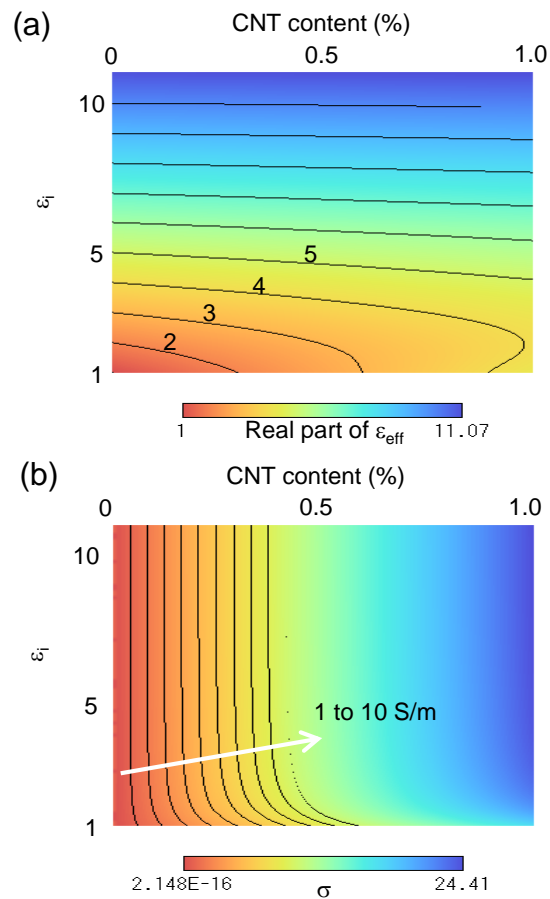 (a)
CNT content (%)
0 0.5 1.0
10
5
1
εi
5
4
3
2
1 Real part of εeff 11.07
(b)
CNT content (%)
0 0.5 1.0
10
5
1
εi
1 to 10 S/m
2.148E-16 σ 24.41